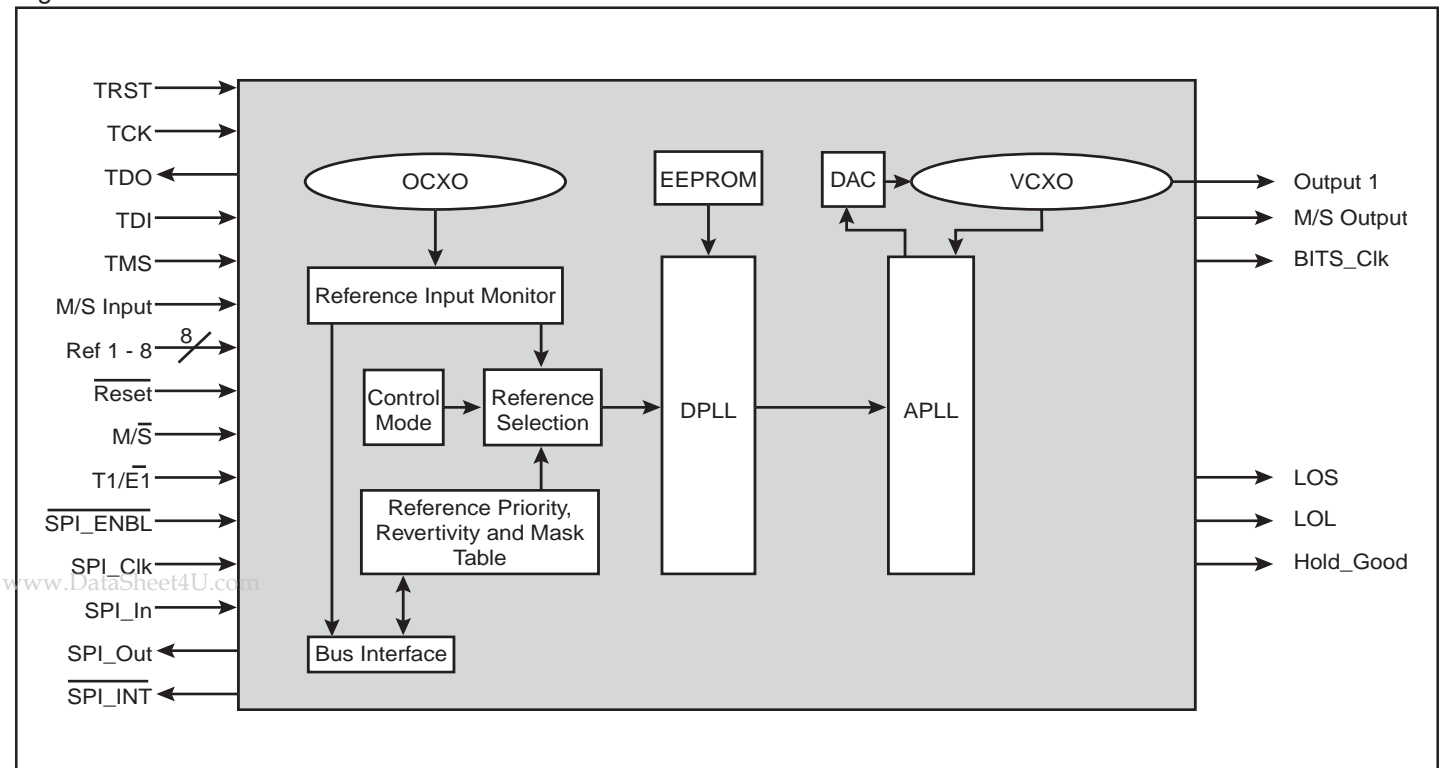 TRST
TCK
TDO
TDI
TMS
M/S Input
Ref 1 - 8
8
Reset
M/S
T1/E1
SPI_ENBL
SPI_Clk
SPI_In
SPI_Out
SPI_INT
OCXO
EEPROM
DAC
VCXO
Reference Input Monitor
Control
Mode
Reference
Selection
DPLL
APLL
Reference Priority,
Revertivity and Mask
Table
Bus Interface
Output 1
M/S Output
BITS_Clk
LOS
LOL
Hold_Good
www.DataSheet4U.com